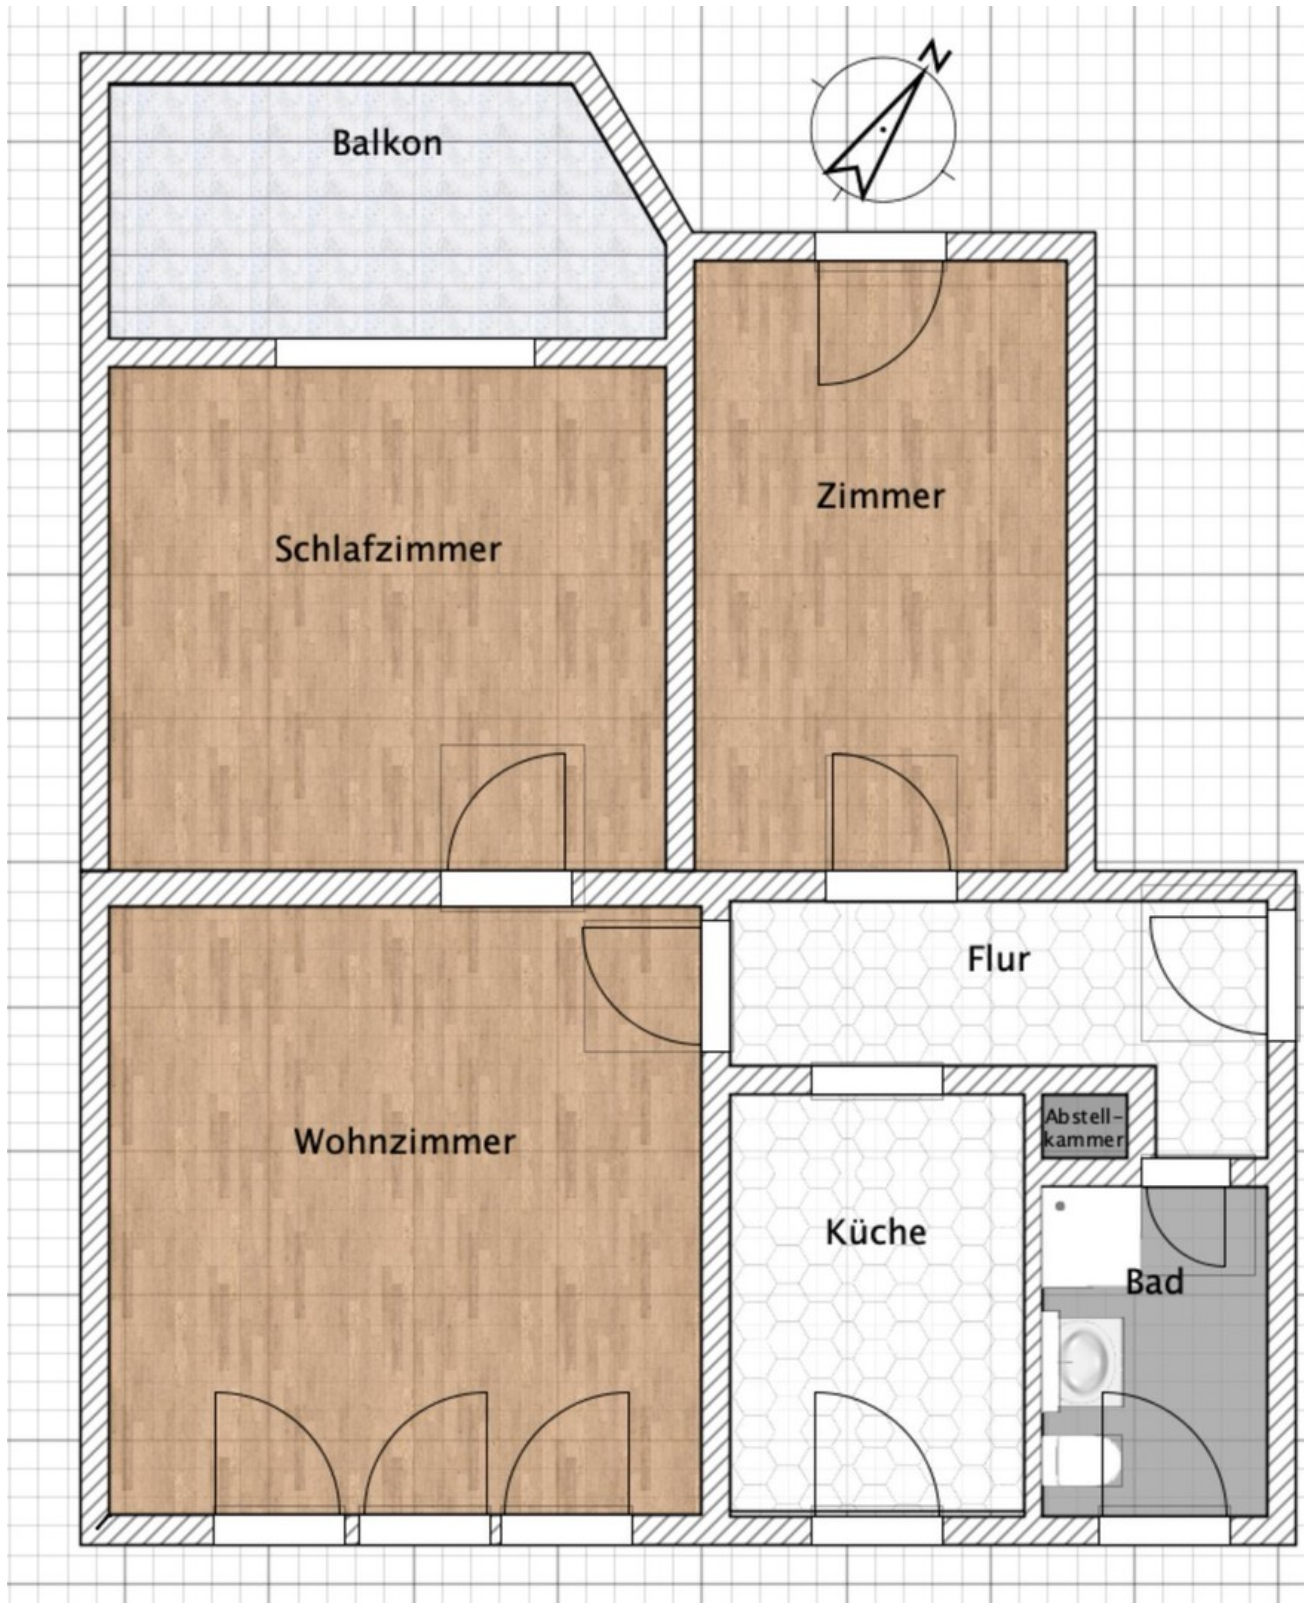 N
Balkon
Zimmer
Schlafzimmer
Flur
Abstell-
kammer
Wohnzimmer
Küche
Bad